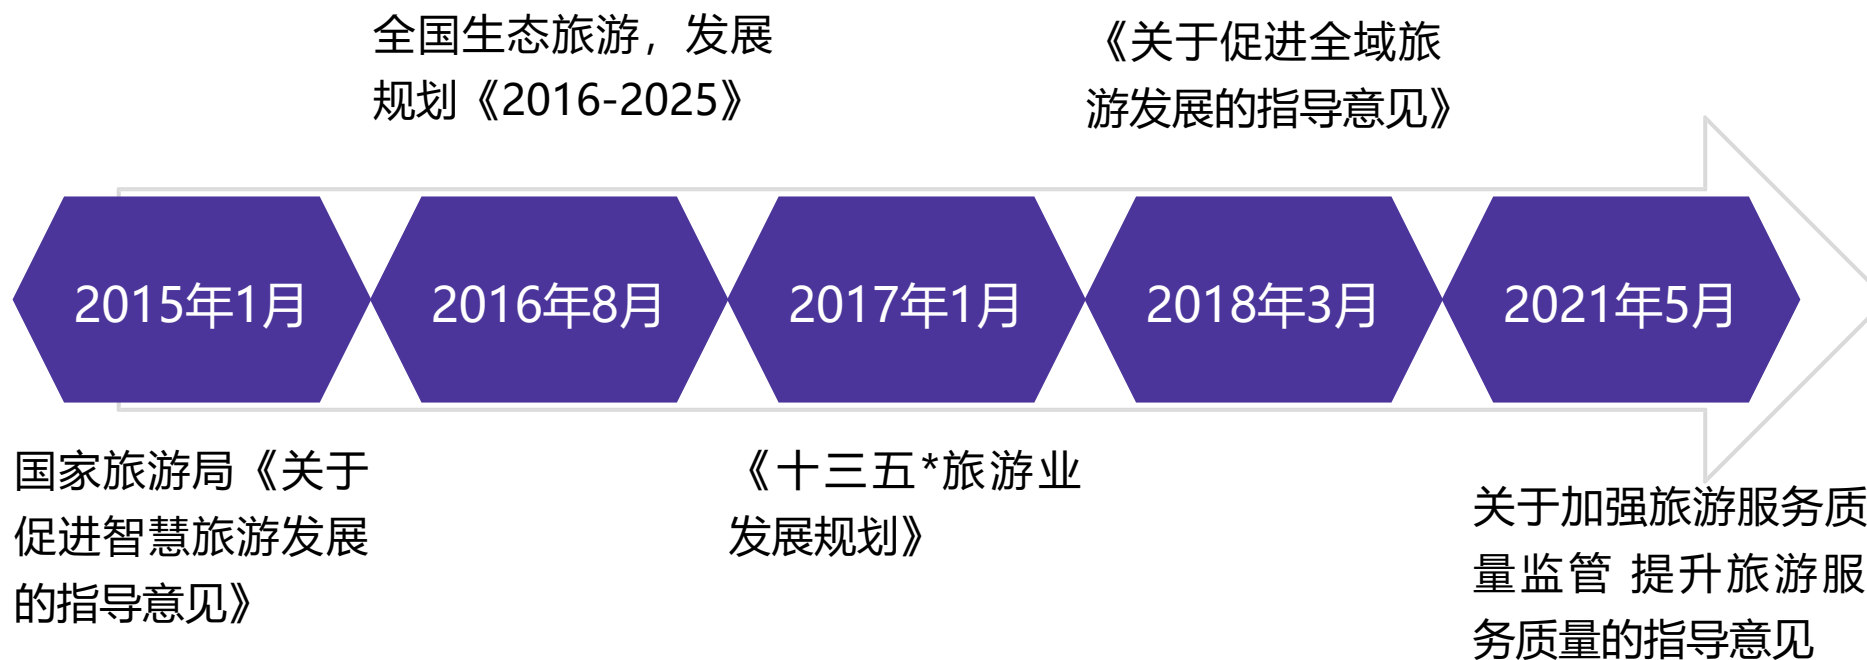 全国生态旅游，发展
规划《2016-2025》
《关于促进全域旅
游发展的指导意见》
2015年1月
2016年8月
2017年1月
2018年3月
2021年5月
国家旅游局《关于
促进智慧旅游发展
的指导意见》
《十三五*旅游业
发展规划》
关于加强旅游服务质
量监管 提升旅游服
务质量的指导意见